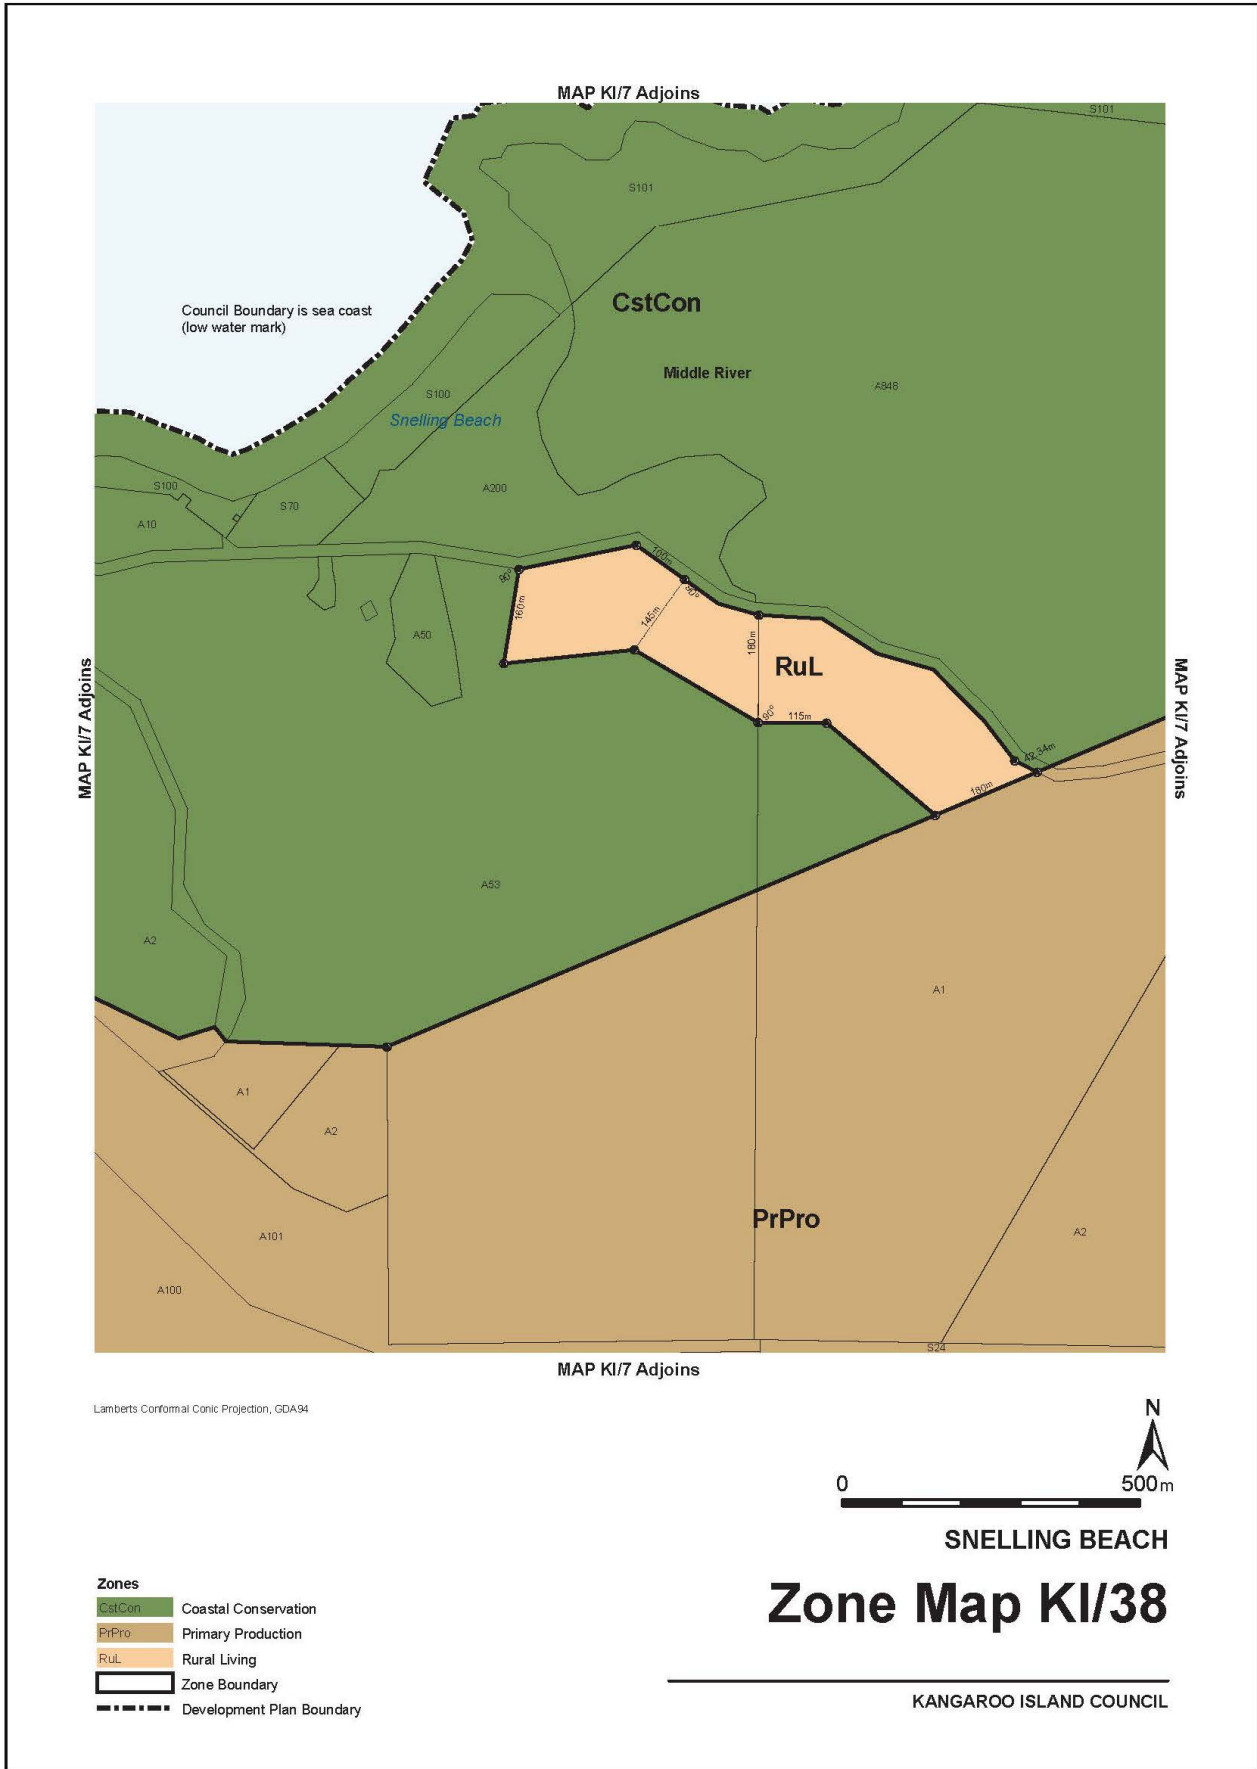 MAP KI/7 Adjoins
S101
S101
Council Boundary is sea coast
(low water mark)
CstCon
Middle River
A848
S100
Snelling Beach
S100
A200
S70
A10
100m
90°
90°
160m
145m
180m
A50
RuL
MAP KI/7 Adjoins
MAP KI/7 Adjoins
90°
115m
42.34m
180m
A53
A2
A1
A1
A2
PrPro
A101
A2
A100
S24
MAP KI/7 Adjoins
Lamberts Conformal Conic Projection, GDA94
N
0 500m
SNELLING BEACH
Zone Map KI/38
KANGAROO ISLAND COUNCIL
Zones
CstCon Coastal Conservation
PrPro Primary Production
RuL Rural Living
Zone Boundary
Development Plan Boundary